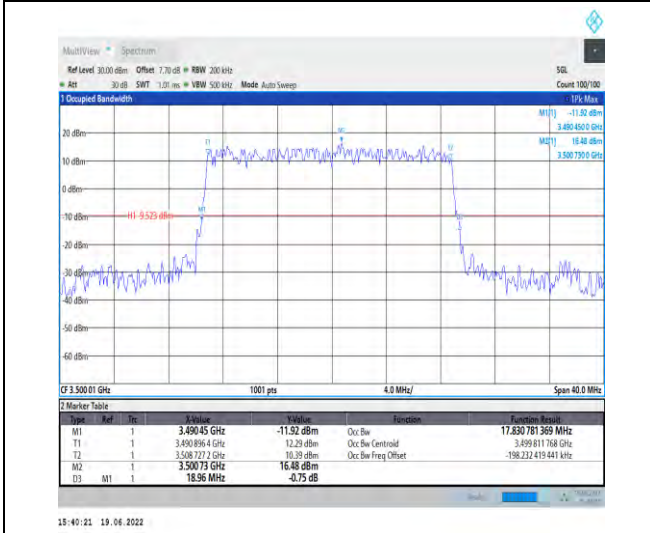 MultiView Spectrum
Ref Level 30.00 dBm Offset 7.70 dB RBW 200 kHz SGL
Att 30 dB SWT 1.01 ms VBW 500 kHz Mode Auto Sweep Count 100/100
1 Occupied Bandwidth 1Pk Max
M1[1] -11.92 dBm
3.490 450 0 GHz
20 dBm
M2[1] 16.48 dBm
3.500 730 0 GHz
T1 M2 T2
10 dBm
0 dBm
M1
-10 dBm H1 -9.523 dBm
-20 dBm
-30 dBm
-40 dBm
-50 dBm
-60 dBm
CF 3.500 01 GHz 1001 pts 4.0 MHz/ Span 40.0 MHz
2 Marker Table
Type Ref Trc X-Value Y-Value Function Function Result
M1 1 3.490 45 GHz -11.92 dBm Occ Bw 17.830 781 369 MHz
T1 1 3.490 896 4 GHz 12.29 dBm Occ Bw Centroid 3.499 811 768 GHz
T2 1 3.508 727 2 GHz 10.39 dBm Occ Bw Freq Offset -198.232 419 441 kHz
M2 1 3.500 73 GHz 16.48 dBm
D3 M1 1 18.96 MHz -0.75 dB
15:40:21 19.06.2022